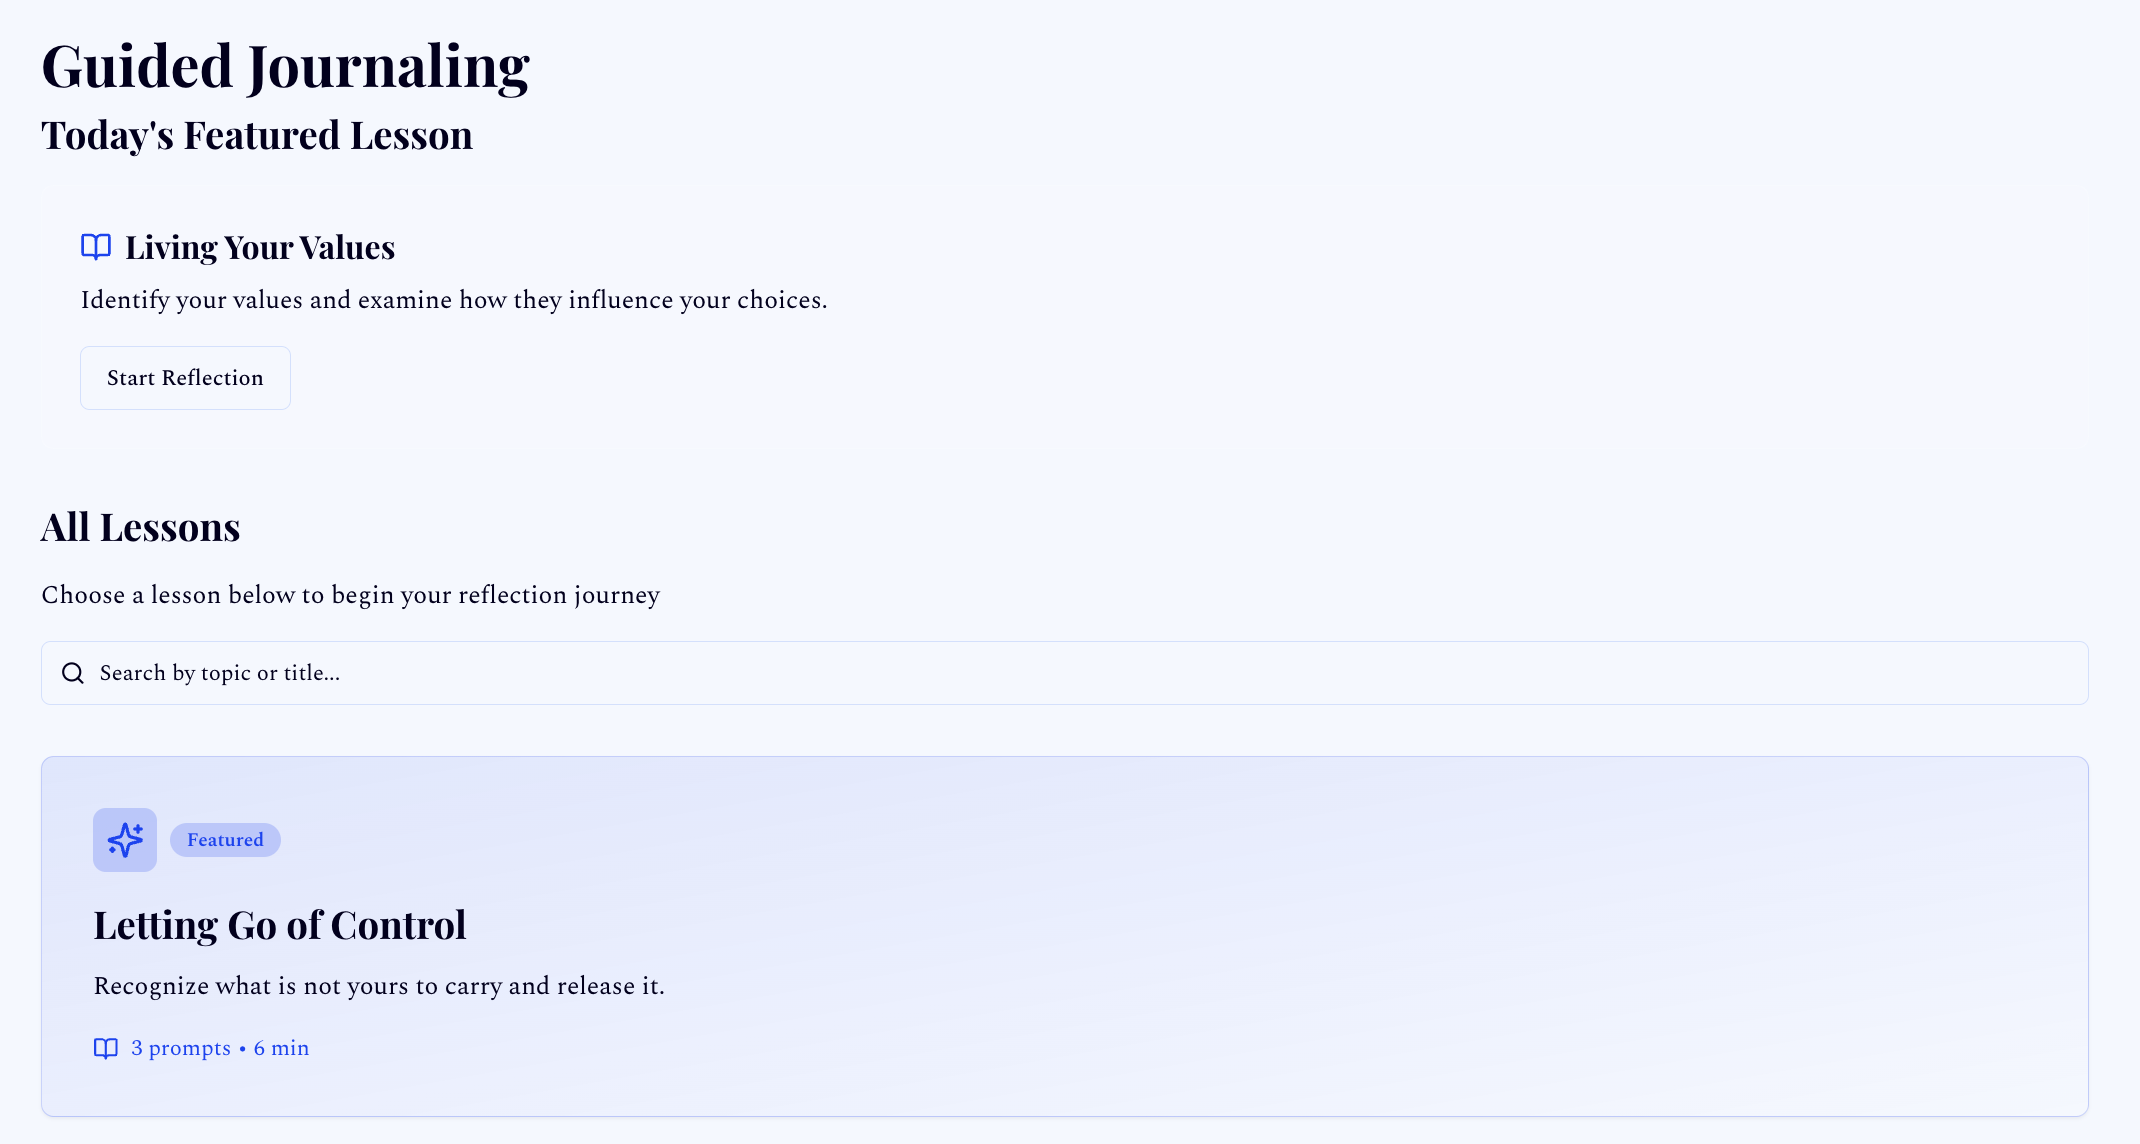 Guided Journaling
Today's Featured Lesson
Living Your Values
Identify your values and examine how they influence your choices.
Start Reflection
All Lessons
Choose a lesson below to begin your reflection journey
Search by topic or title...
Featured
Letting Go of Control
Recognize what is not yours to carry and release it.
3 prompts • 6 min